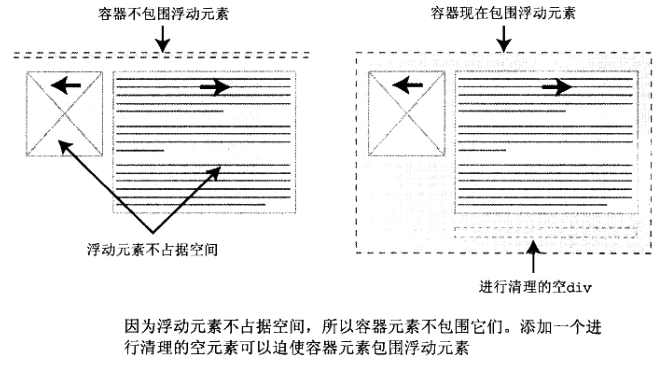 容器不包围浮动元素
容器现在包围浮动元素
浮动元素不占据空间
进行清理的空div
因为浮动元素不占据空间，所以容器元素不包围它们。添加一个进
行清理的空元素可以迫使容器元素包围浮动元素